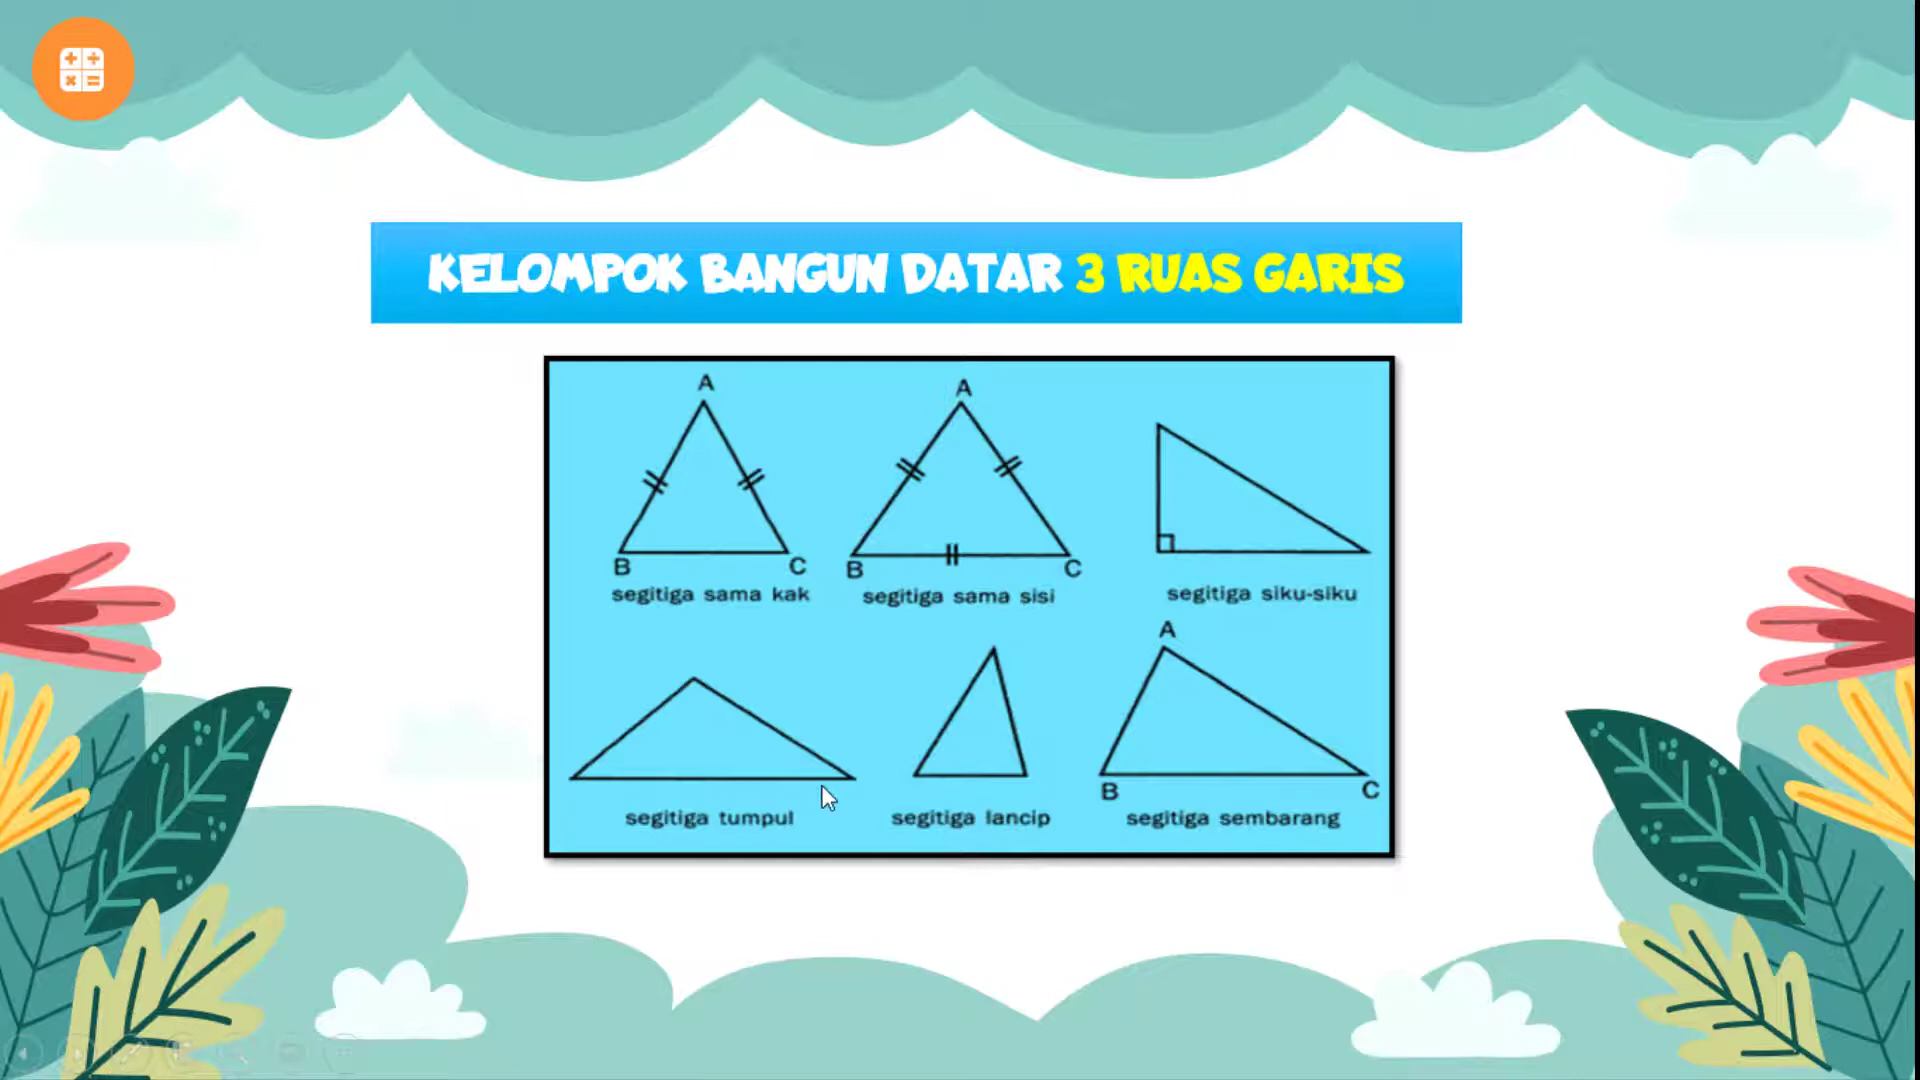 KELOMPOK BANGUN DATAR 3 RUAS GARIS
A
B C
segitiga sama kak
A
B C
segitiga sama sisi
segitiga siku-siku
segitiga tumpul
segitiga lancip
A
B C
segitiga sembarang